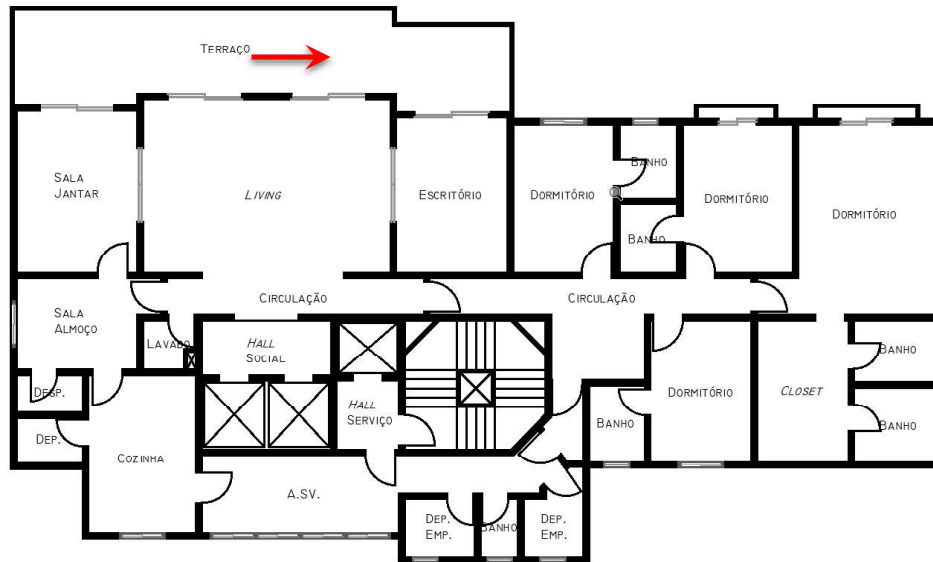 TERRAÇO
SALA
JANTAR
LIVING
ESCRITÓRIO
DORMITÓRIO
BANHO
BANHO
DORMITÓRIO
DORMITÓRIO
SALA
ALMOÇO
CIRCULAÇÃO
CIRCULAÇÃO
LAVABO
HALL
SOCIAL
HALL
SERVIÇO
DESP.
DEP.
COZINHA
A.SV.
BANHO
DORMITÓRIO
CLOSET
BANHO
BANHO
DEP.
EMP.
BANHO
DEP.
EMP.